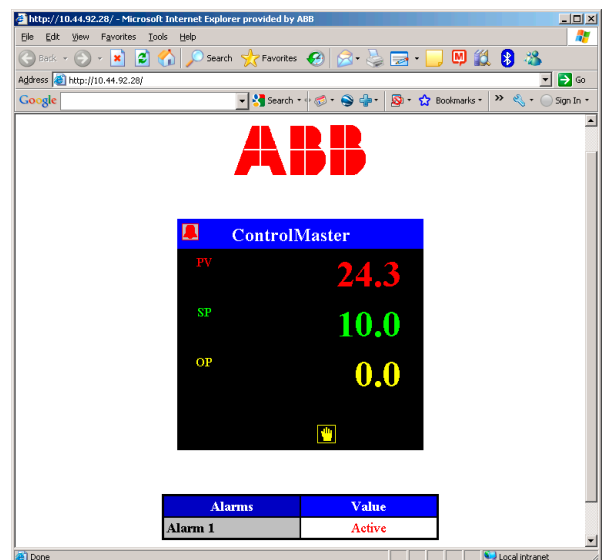 http://10.44.92.28/ - Microsoft Internet Explorer provided by ABB
File Edit View Favorites Tools Help
Back Search Favorites
Address http://10.44.92.28/ Go
Google Search Bookmarks Sign In
ABB
ControlMaster
PV 24.3
SP 10.0
OP 0.0
Alarms Value
Alarm 1 Active
Done Local intranet